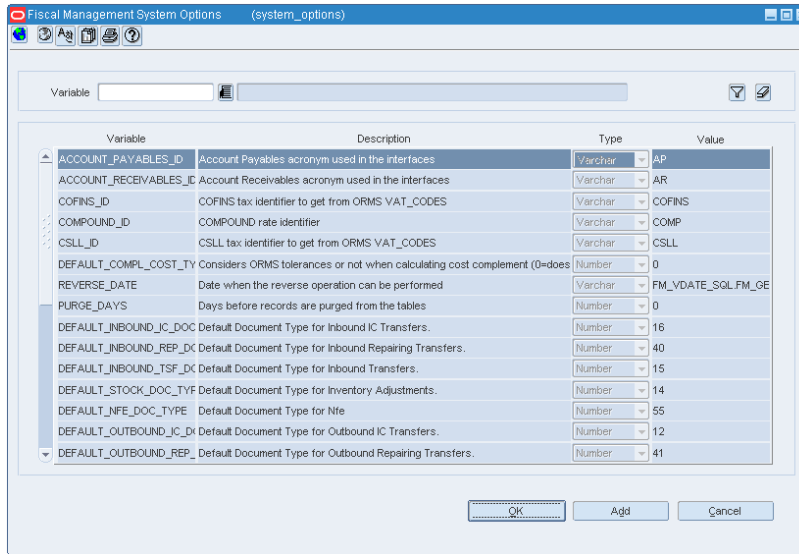 Fiscal Management System Options (system_options)
Variable
Variable Description Type Value
ACCOUNT_PAYABLES_ID Account Payables acronym used in the interfaces Varchar AP
ACCOUNT_RECEIVABLES_ID Account Receivables acronym used in the interfaces Varchar AR
COFINS_ID COFINS tax identifier to get from ORMS VAT_CODES Varchar COFINS
COMPOUND_ID COMPOUND rate identifier Varchar COMP
CSLL_ID CSLL tax identifier to get from ORMS VAT_CODES Varchar CSLL
DEFAULT_COMPL_COST_TY Considers ORMS tolerances or not when calculating cost complement (0=does Number 0
REVERSE_DATE Date when the reverse operation can be performed Varchar FM_VDATE_SQL.FM_GE
PURGE_DAYS Days before records are purged from the tables Number 0
DEFAULT_INBOUND_IC_DOC Default Document Type for Inbound IC Transfers. Number 16
DEFAULT_INBOUND_REP_DO Default Document Type for Inbound Repairing Transfers. Number 40
DEFAULT_INBOUND_TSF_DO Default Document Type for Inbound Transfers. Number 15
DEFAULT_STOCK_DOC_TYP Default Document Type for Inventory Adjustments. Number 14
DEFAULT_NFE_DOC_TYPE Default Document Type for Nfe Number 55
DEFAULT_OUTBOUND_IC_DO Default Document Type for Outbound IC Transfers. Number 12
DEFAULT_OUTBOUND_REP_ Default Document Type for Outbound Repairing Transfers. Number 41
OK Add Cancel